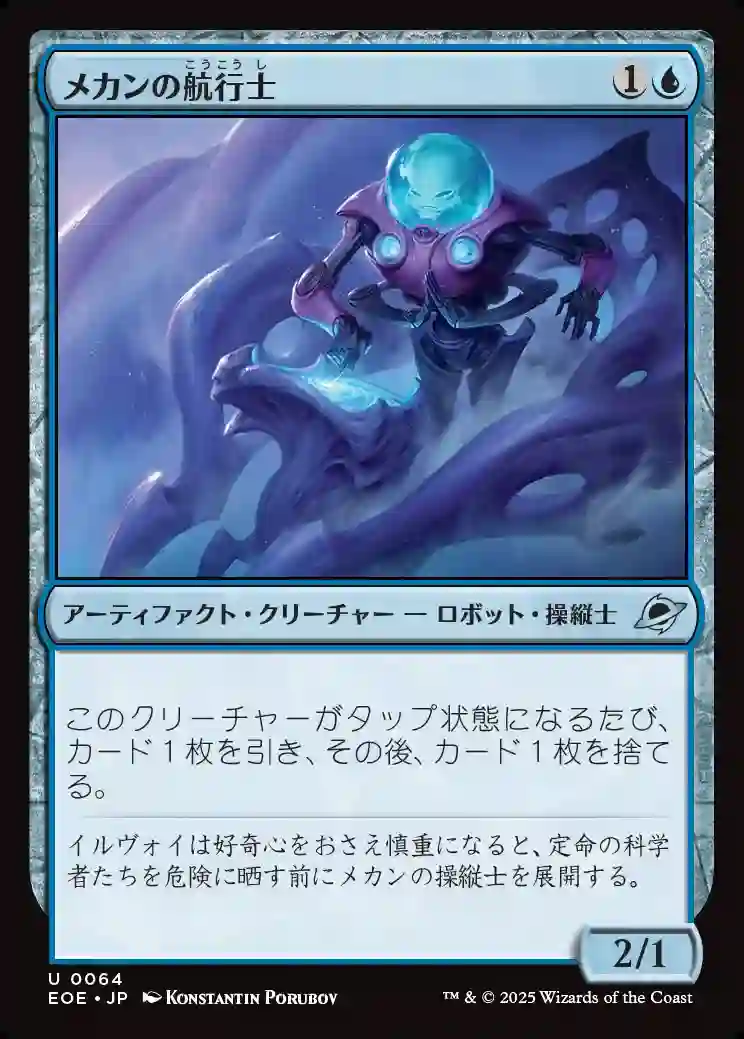 こうこうし
メカンの航行士 1
アーティファクト・クリーチャー — ロボット・操縦士
このクリーチャーがタップ状態になるたび、
カード１枚を引き、その後、カード１枚を捨て
る。
イルヴォイは好奇心をおさえ慎重になると、定命の科学
者たちを危険に晒す前にメカンの操縦士を展開する。
2/1
U 0064
EOE • JP KONSTANTIN PORUBOV
™ & © 2025 Wizards of the Coast